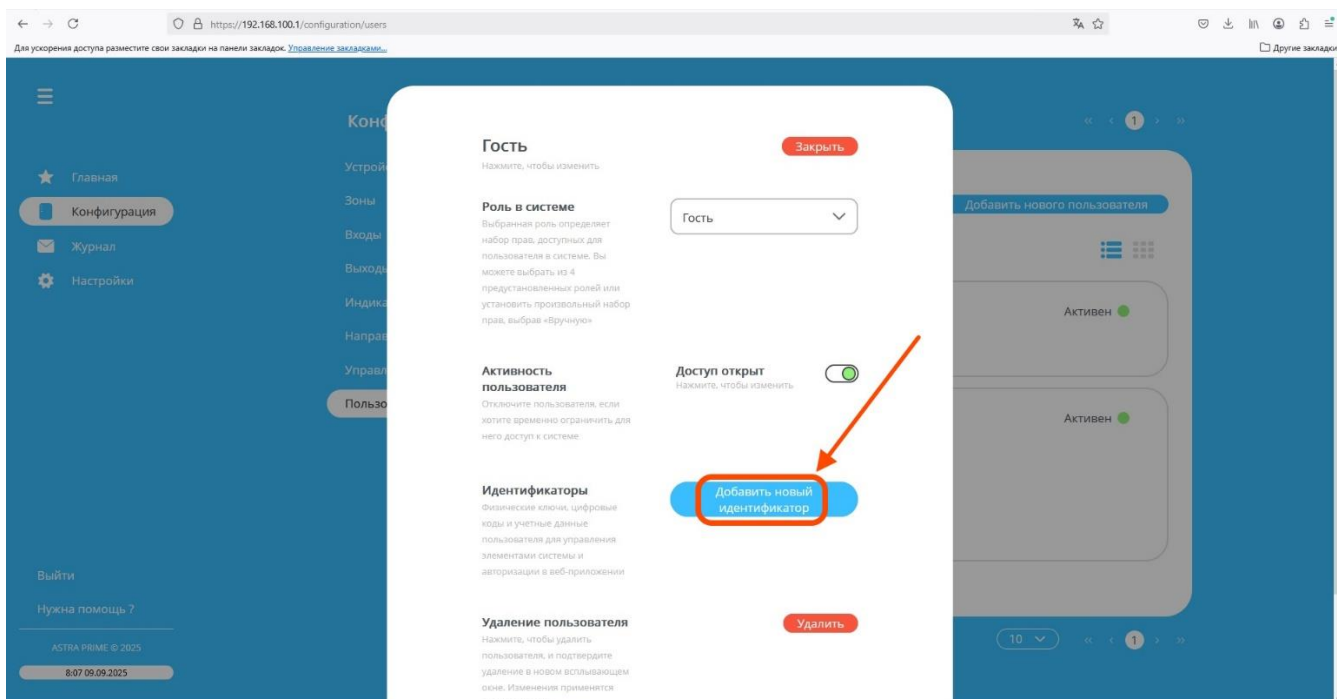 https://192.168.100.1/configuration/users
Для ускорения доступа разместите свои закладки на панели закладок. Управление закладками...
Другие закладки
Главная
Конфигурация
Журнал
Настройки
Выйти
Нужна помощь ?
ASTRA PRIME © 2025
8:07 09.09.2025
Конф
Устрой
Зоны
Входы
Выходы
Индика
Направ
Управл
Пользо
Гость
Закрыть
Нажмите, чтобы изменить
Роль в системе
Выбранная роль определяет
набор прав, доступных для
пользователя в системе. Вы
можете выбрать из 4
предустановленных ролей или
установить произвольный набор
прав, выбрав «Вручную»
Гость
Активность
пользователя
Отключите пользователя, если
хотите временно ограничить для
него доступ к системе
Доступ открыт
Нажмите, чтобы изменить
Идентификаторы
Физические ключи, цифровые
коды и учетные данные
пользователя для управления
элементами системы и
авторизации в веб-приложении
Добавить новый
идентификатор
Удаление пользователя
Удалить
Нажмите, чтобы удалить
пользователя, и подтвердите
удаление в новом всплывающем
окне. Изменения применятся
« ‹ 1 › »
Добавить нового пользователя
Активен
Активен
10 « ‹ 1 › »